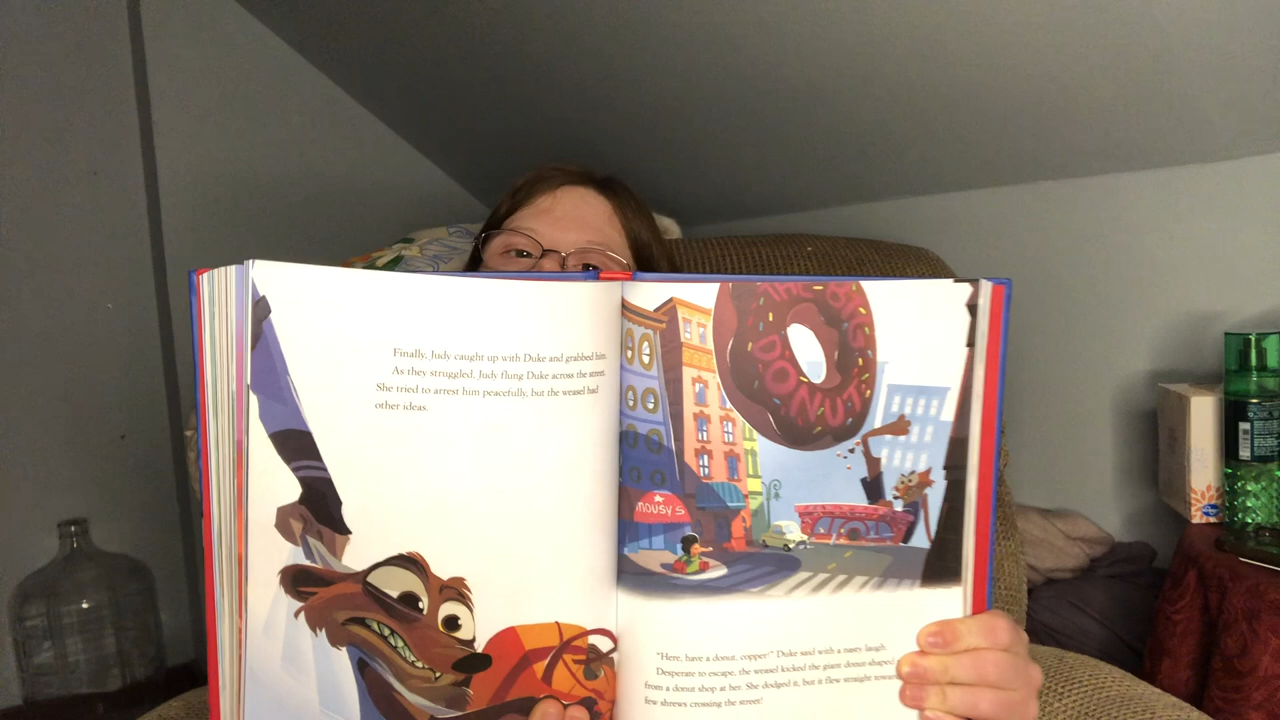 Finally, Judy caught up with Duke and grabbed him.
As they struggled, Judy flung Duke across the street.
She tried to arrest him peacefully, but the weasel had
other ideas.
THE BIG
DONUT
MOUSY'S
"Here, have a donut, copper!" Duke said with a nasty laugh.
Desperate to escape, the weasel kicked the giant donut-shaped
from a donut shop at her. She dodged it, but it flew straight toward
few shrews crossing the street!